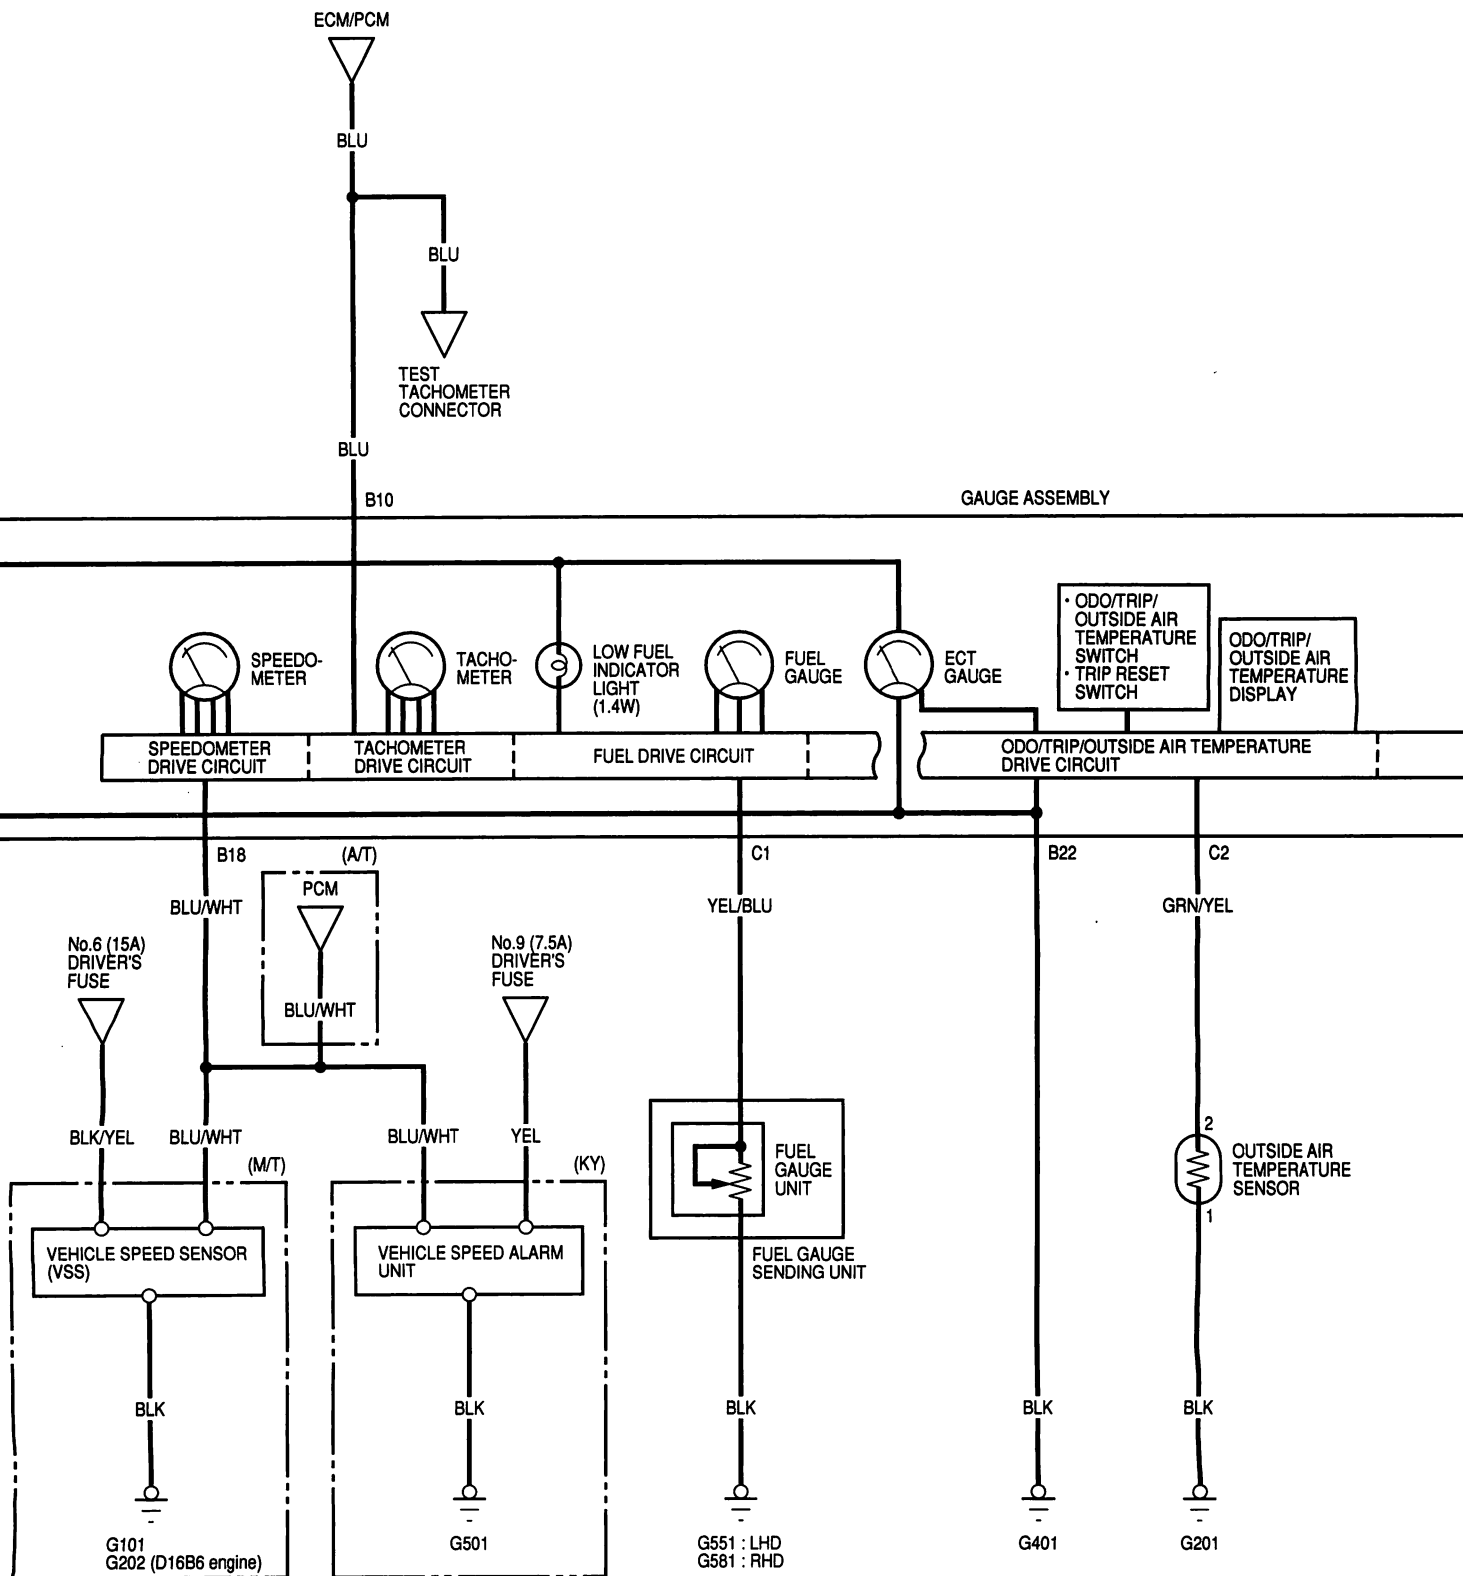 ECM/PCM
BLU
BLU
TEST
TACHOMETER
CONNECTOR
BLU
B10
GAUGE ASSEMBLY
SPEEDO-
METER
TACHO-
METER
LOW FUEL
INDICATOR
LIGHT
(1.4W)
FUEL
GAUGE
ECT
GAUGE
· ODO/TRIP/
OUTSIDE AIR
TEMPERATURE
SWITCH
· TRIP RESET
SWITCH
ODO/TRIP/
OUTSIDE AIR
TEMPERATURE
DISPLAY
SPEEDOMETER
DRIVE CIRCUIT
TACHOMETER
DRIVE CIRCUIT
FUEL DRIVE CIRCUIT
ODO/TRIP/OUTSIDE AIR TEMPERATURE
DRIVE CIRCUIT
B18
(A/T)
C1
B22
C2
PCM
BLU/WHT
YEL/BLU
GRN/YEL
No.6 (15A)
DRIVER'S
FUSE
No.9 (7.5A)
DRIVER'S
FUSE
BLU/WHT
BLK/YEL
BLU/WHT
BLU/WHT
YEL
(M/T)
(KY)
FUEL
GAUGE
UNIT
2
OUTSIDE AIR
TEMPERATURE
SENSOR
1
VEHICLE SPEED SENSOR
(VSS)
VEHICLE SPEED ALARM
UNIT
FUEL GAUGE
SENDING UNIT
BLK
BLK
BLK
BLK
BLK
G101
G202 (D16B6 engine)
G501
G551 : LHD
G581 : RHD
G401
G201